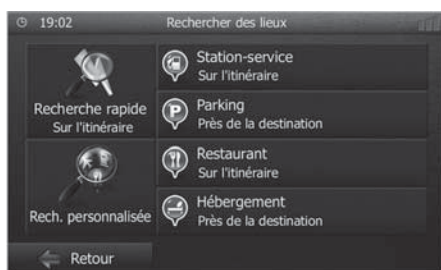 19:02 Rechercher des lieux
Recherche rapide
Sur l'itinéraire
Rech. personnalisée
Station-service
Sur l'itinéraire
P
Parking
Près de la destination
Restaurant
Sur l'itinéraire
Hébergement
Près de la destination
Retour